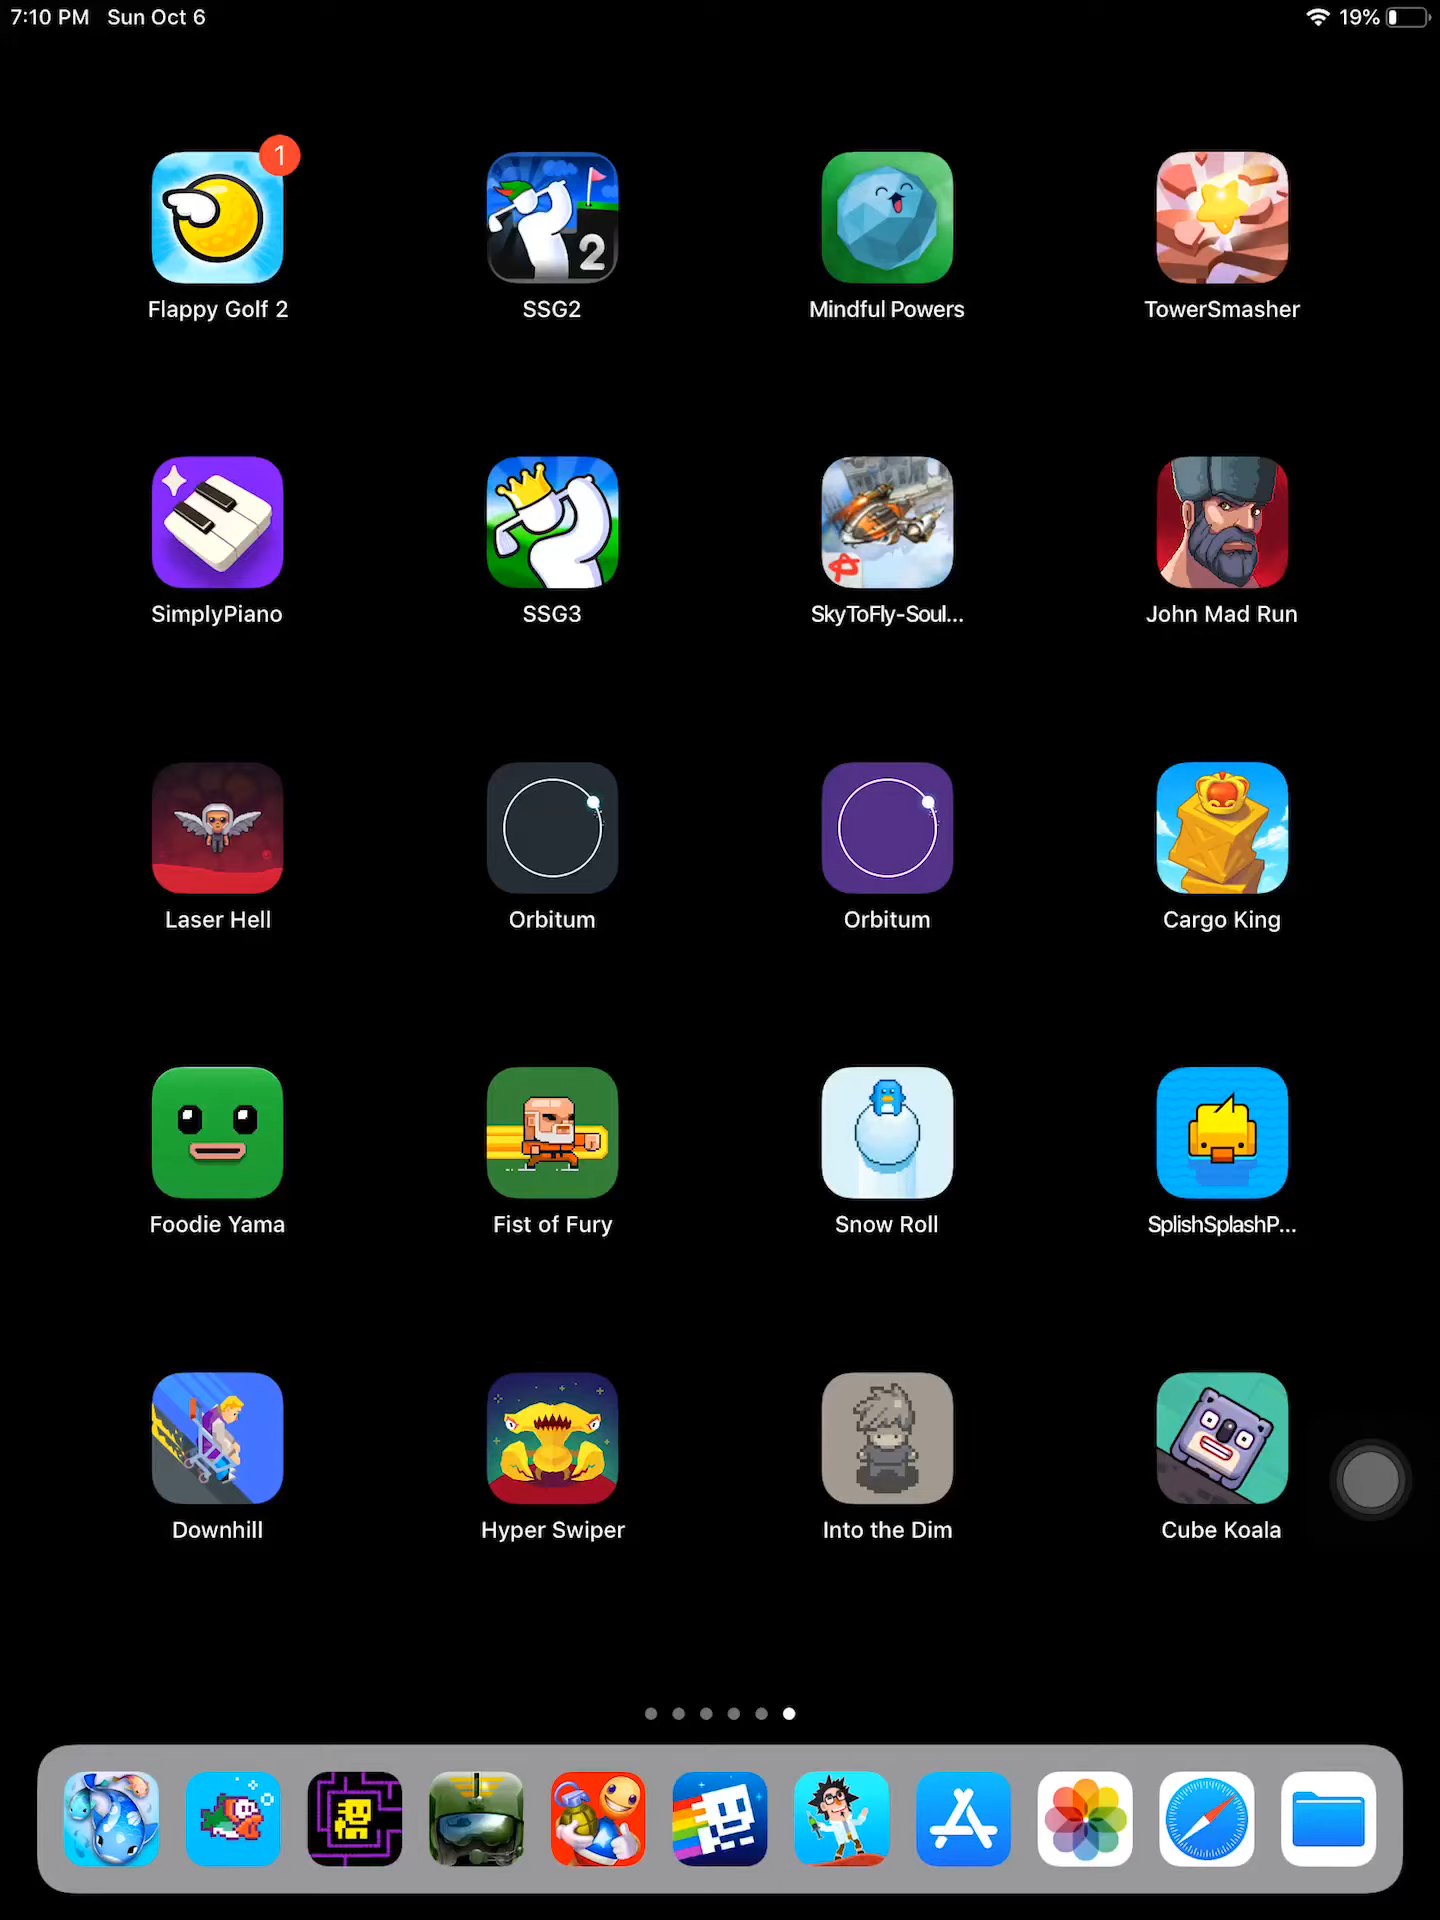 7:10 PM Sun Oct 6
19%
1
Flappy Golf 2
2
SSG2
Mindful Powers
TowerSmasher
SimplyPiano
SSG3
SkyToFly-Soul...
John Mad Run
Laser Hell
Orbitum
Orbitum
Cargo King
Foodie Yama
Fist of Fury
Snow Roll
SplishSplashP...
Downhill
Hyper Swiper
Into the Dim
Cube Koala